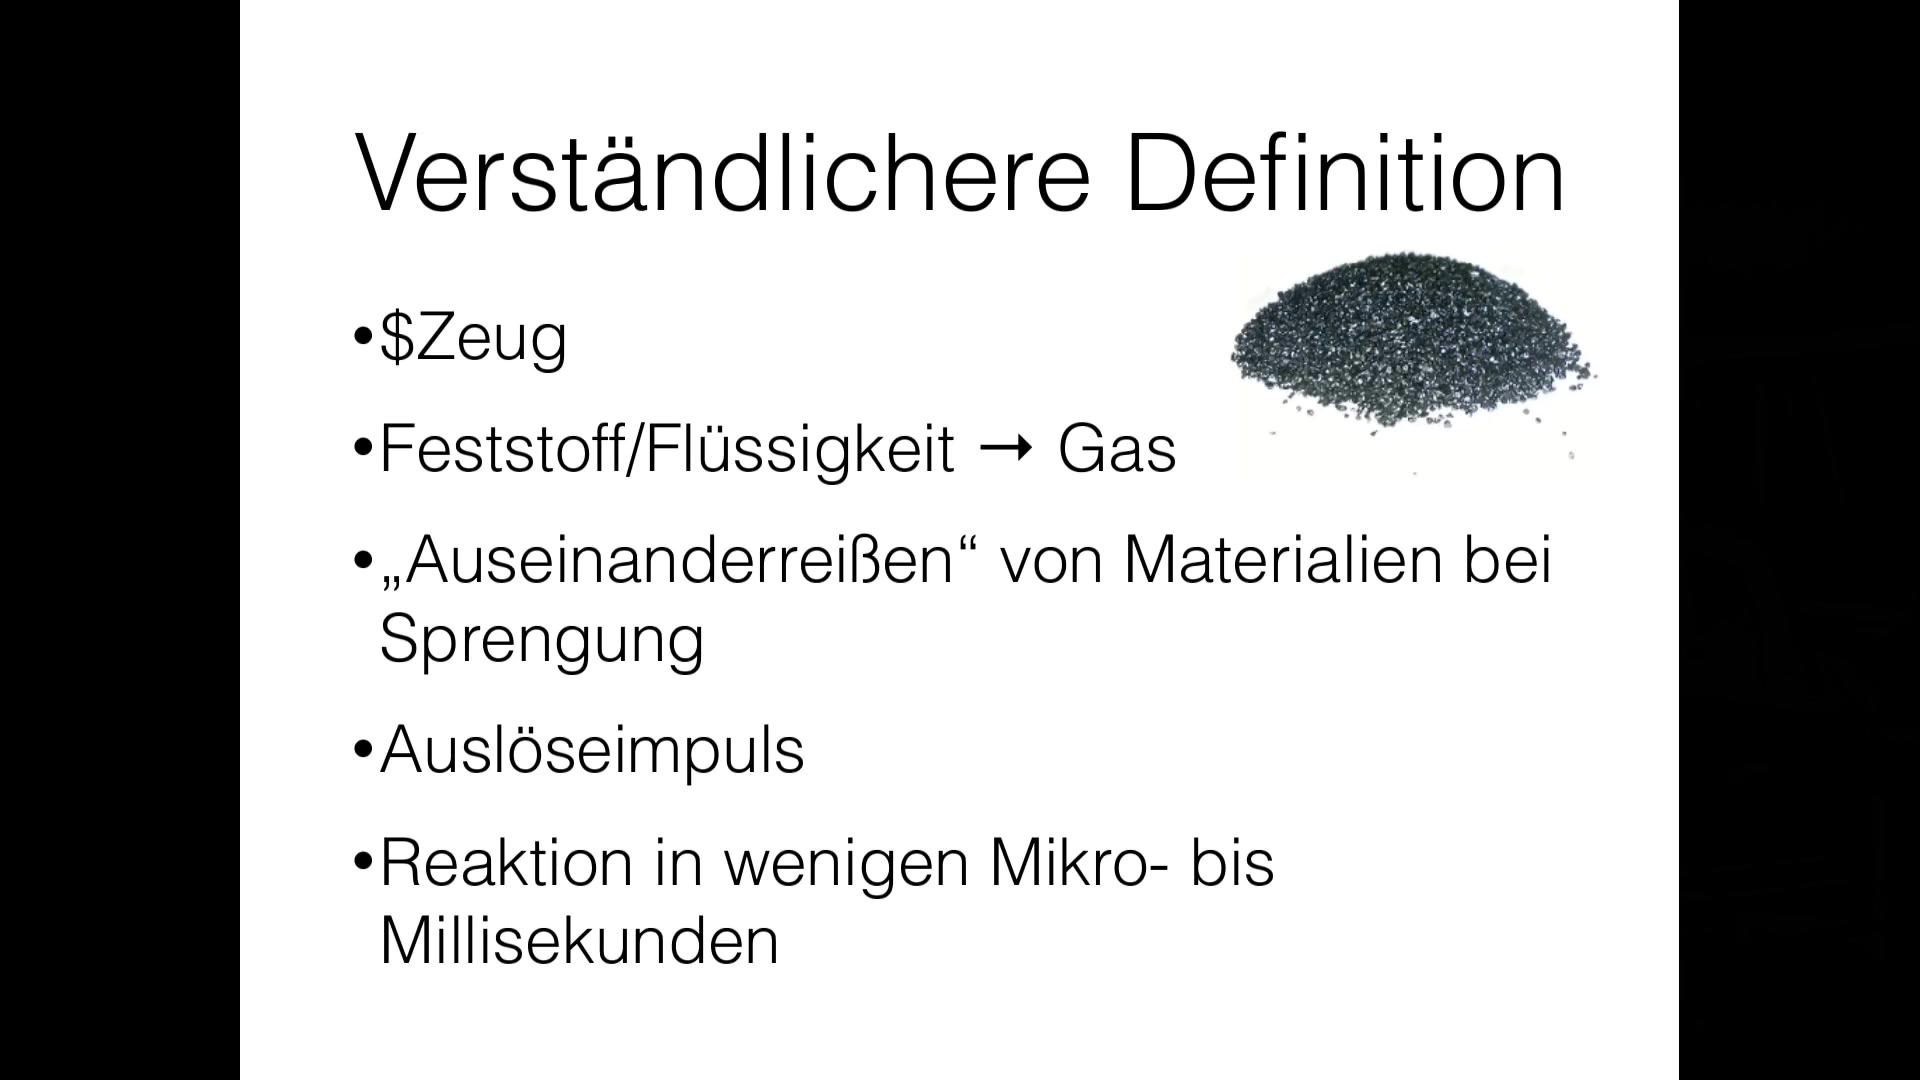 Verständlichere Definition
•$Zeug
•Feststoff/Flüssigkeit → Gas
•„Auseinanderreißen“ von Materialien bei
Sprengung
•Auslöseimpuls
•Reaktion in wenigen Mikro- bis
Millisekunden